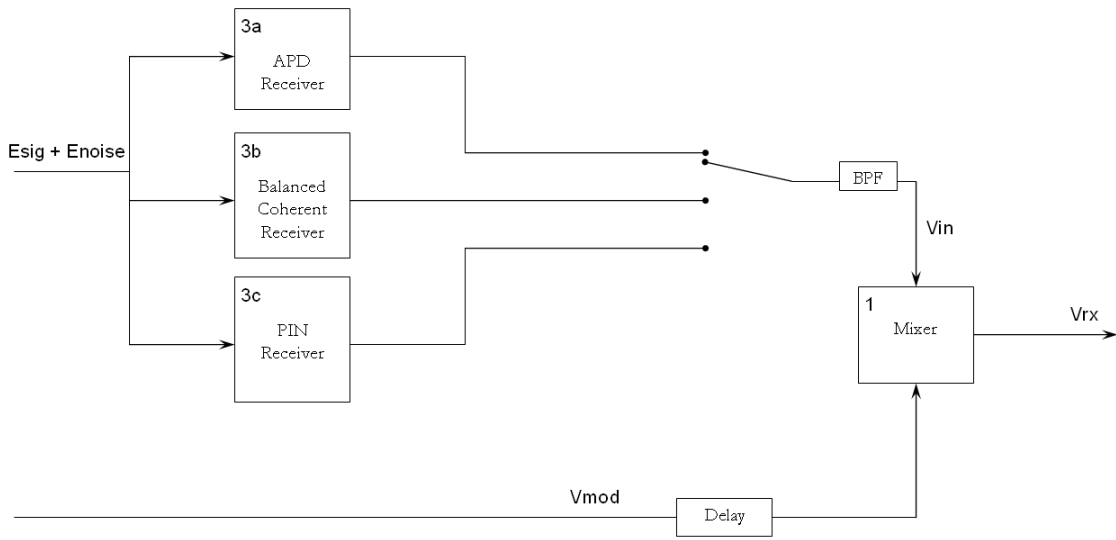 3a
APD
Receiver
Esig + Enoise
3b
Balanced
Coherent
Receiver
BPF
Vin
3c
PIN
Receiver
1
Mixer
Vrx
Vmod
Delay